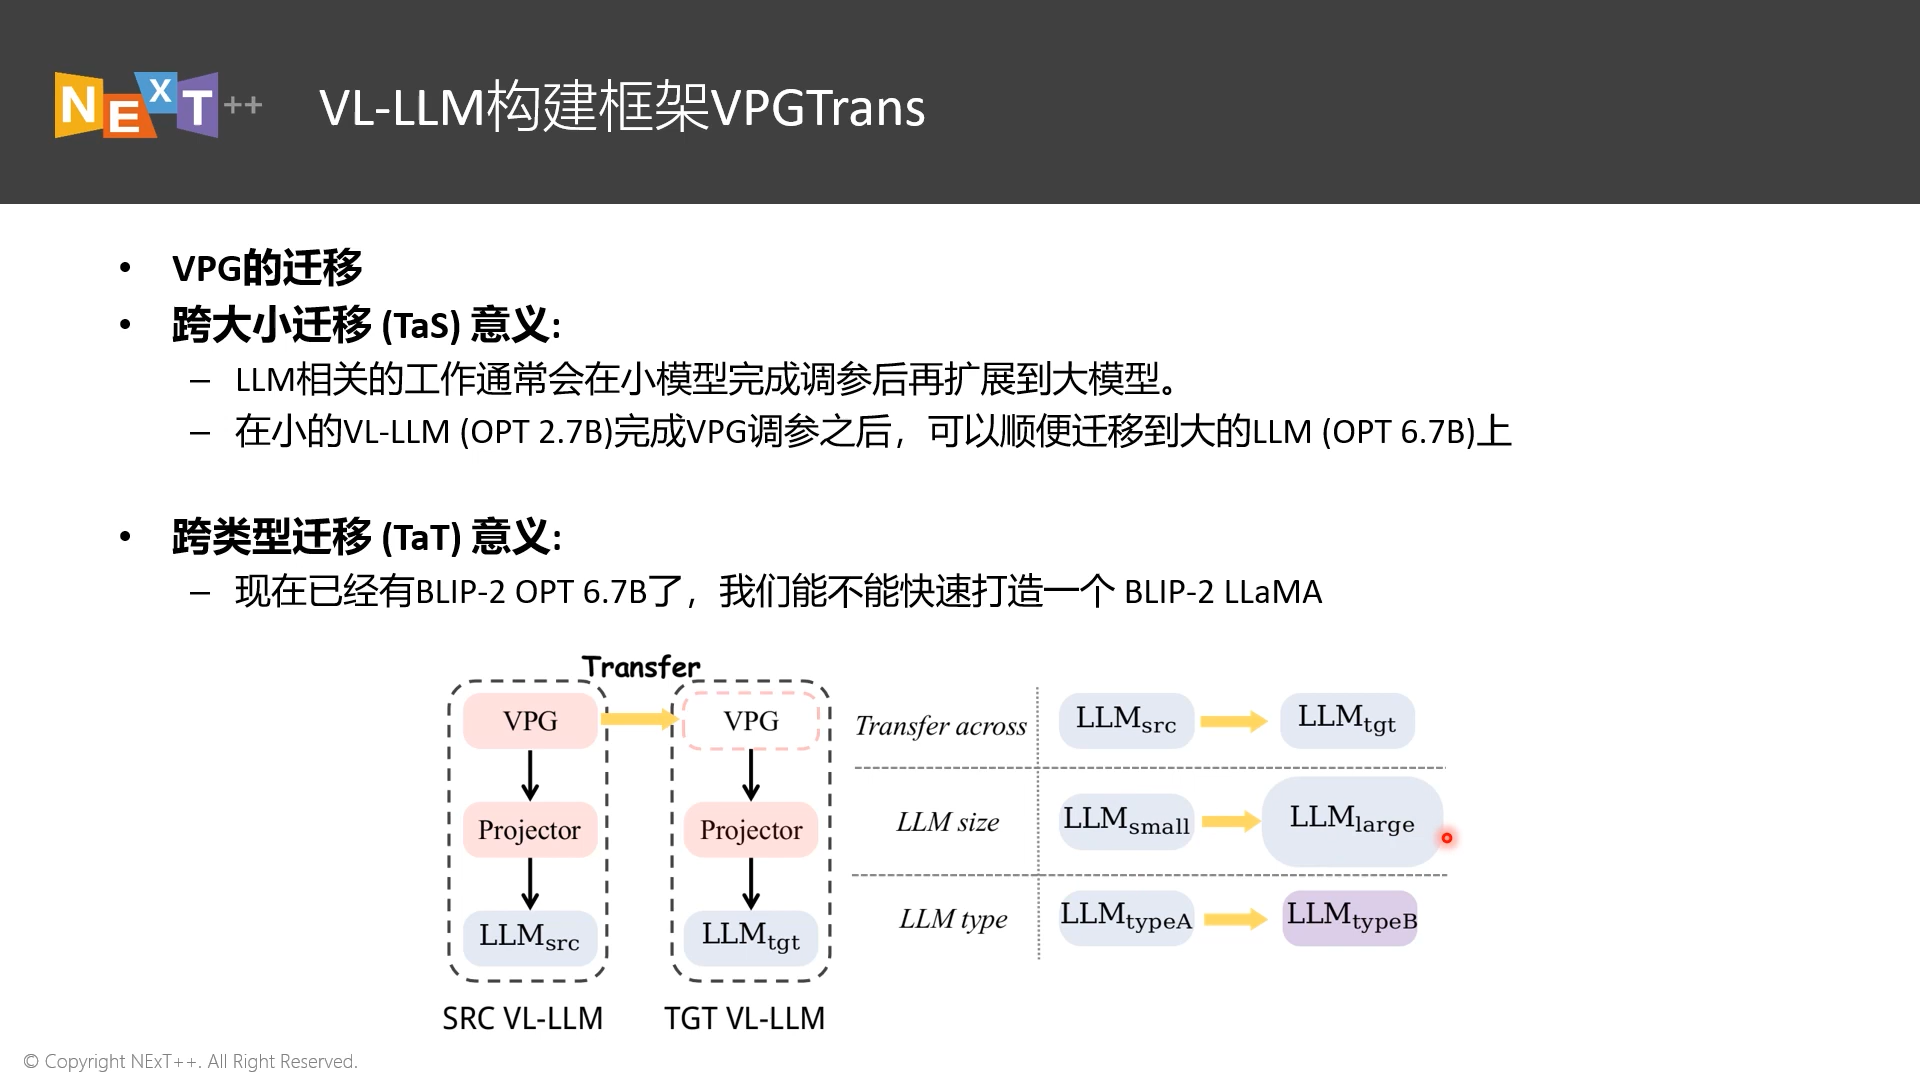 NExT++
VL-LLM构建框架VPGTrans
• VPG的迁移
• 跨大小迁移 (TaS) 意义:
– LLM相关的工作通常会在小模型完成调参后再扩展到大模型。
– 在小的VL-LLM (OPT 2.7B)完成VPG调参之后，可以顺便迁移到大的LLM (OPT 6.7B)上
• 跨类型迁移 (TaT) 意义:
– 现在已经有BLIP-2 OPT 6.7B了，我们能不能快速打造一个 BLIP-2 LLaMA
Transfer
VPG
Projector
LLMsrc
SRC VL-LLM
VPG
Projector
LLMtgt
TGT VL-LLM
Transfer across LLMsrc LLMtgt
LLM size LLMsmall LLMlarge
LLM type LLMtypeA LLMtypeB
© Copyright NExT++. All Right Reserved.